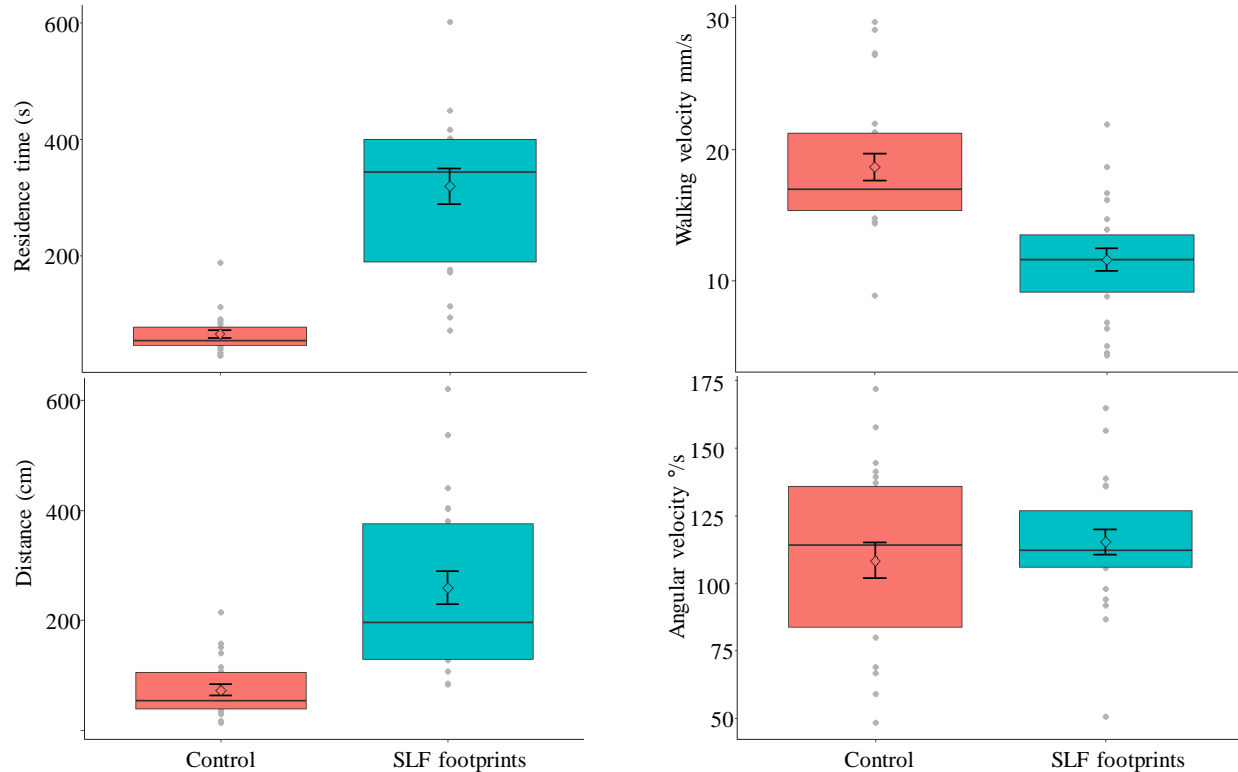 Residence time (s)
600
400
200
Walking velocity mm/s
30
20
10
Distance (cm)
600
400
200
Control
SLF footprints
Angular velocity °/s
175
150
125
100
75
50
Control
SLF footprints